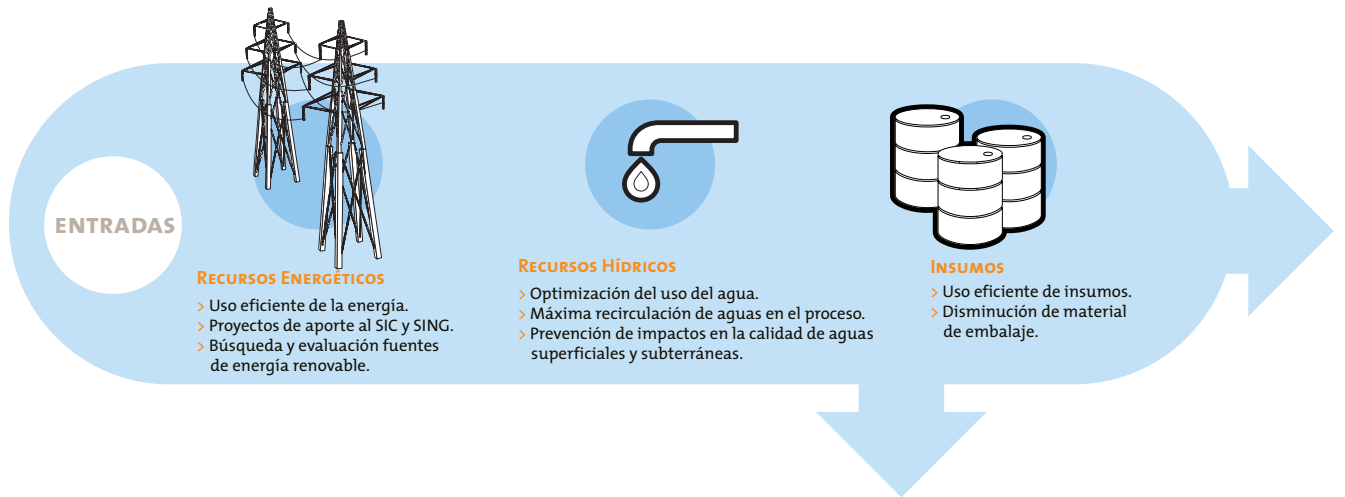 ENTRADAS
RECURSOS ENERGÉTICOS
> Uso eficiente de la energía.
> Proyectos de aporte al SIC y SING.
> Búsqueda y evaluación fuentes
de energía renovable.
RECURSOS HÍDRICOS
> Optimización del uso del agua.
> Máxima recirculación de aguas en el proceso.
> Prevención de impactos en la calidad de aguas
superficiales y subterráneas.
INSUMOS
> Uso eficiente de insumos.
> Disminución de material
de embalaje.